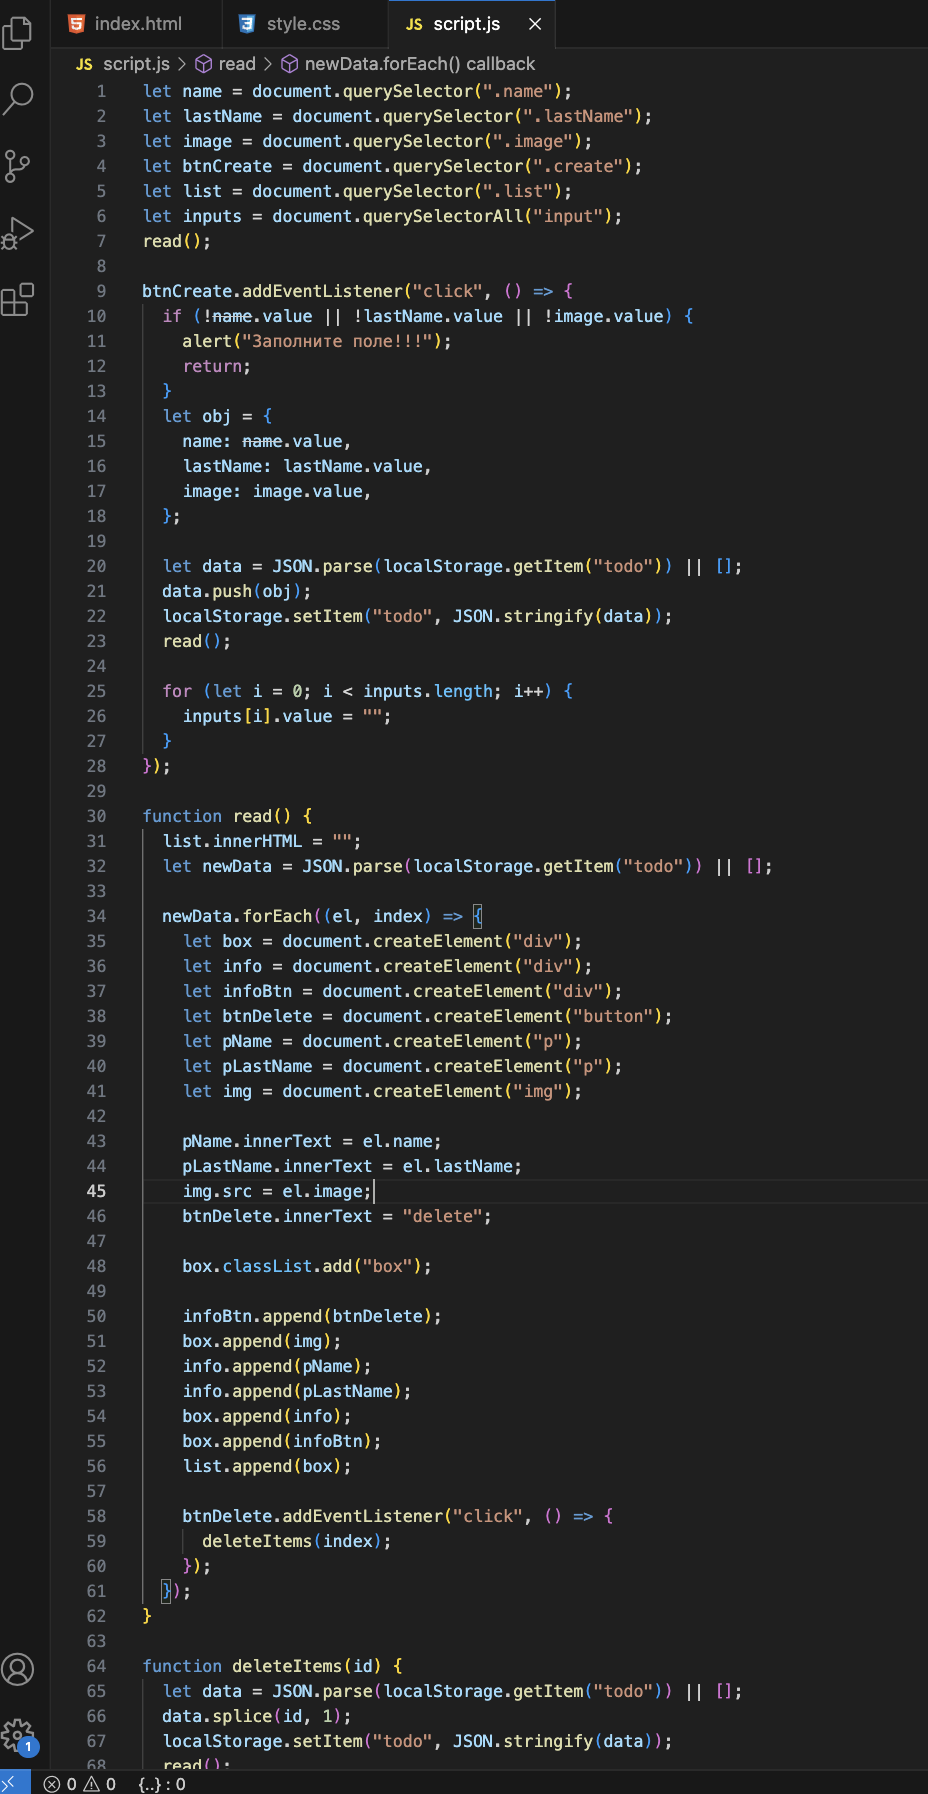 index.html
style.css
JS script.js
JS script.js > read > newData.forEach() callback
1 let name = document.querySelector(".name");
2 let lastName = document.querySelector(".lastName");
3 let image = document.querySelector(".image");
4 let btnCreate = document.querySelector(".create");
5 let list = document.querySelector(".list");
6 let inputs = document.querySelectorAll("input");
7 read();
8
9 btnCreate.addEventListener("click", () => {
10 if (!name.value || !lastName.value || !image.value) {
11 alert("Заполните поле!!!");
12 return;
13 }
14 let obj = {
15 name: name.value,
16 lastName: lastName.value,
17 image: image.value,
18 };
19
20 let data = JSON.parse(localStorage.getItem("todo")) || [];
21 data.push(obj);
22 localStorage.setItem("todo", JSON.stringify(data));
23 read();
24
25 for (let i = 0; i < inputs.length; i++) {
26 inputs[i].value = "";
27 }
28 });
29
30 function read() {
31 list.innerHTML = "";
32 let newData = JSON.parse(localStorage.getItem("todo")) || [];
33
34 newData.forEach((el, index) => {
35 let box = document.createElement("div");
36 let info = document.createElement("div");
37 let infoBtn = document.createElement("div");
38 let btnDelete = document.createElement("button");
39 let pName = document.createElement("p");
40 let pLastName = document.createElement("p");
41 let img = document.createElement("img");
42
43 pName.innerText = el.name;
44 pLastName.innerText = el.lastName;
45 img.src = el.image;
46 btnDelete.innerText = "delete";
47
48 box.classList.add("box");
49
50 infoBtn.append(btnDelete);
51 box.append(img);
52 info.append(pName);
53 info.append(pLastName);
54 box.append(info);
55 box.append(infoBtn);
56 list.append(box);
57
58 btnDelete.addEventListener("click", () => {
59 deleteItems(index);
60 });
61 });
62 }
63
64 function deleteItems(id) {
65 let data = JSON.parse(localStorage.getItem("todo")) || [];
66 data.splice(id, 1);
67 localStorage.setItem("todo", JSON.stringify(data));
68 read();
1
0 0 {..} : 0